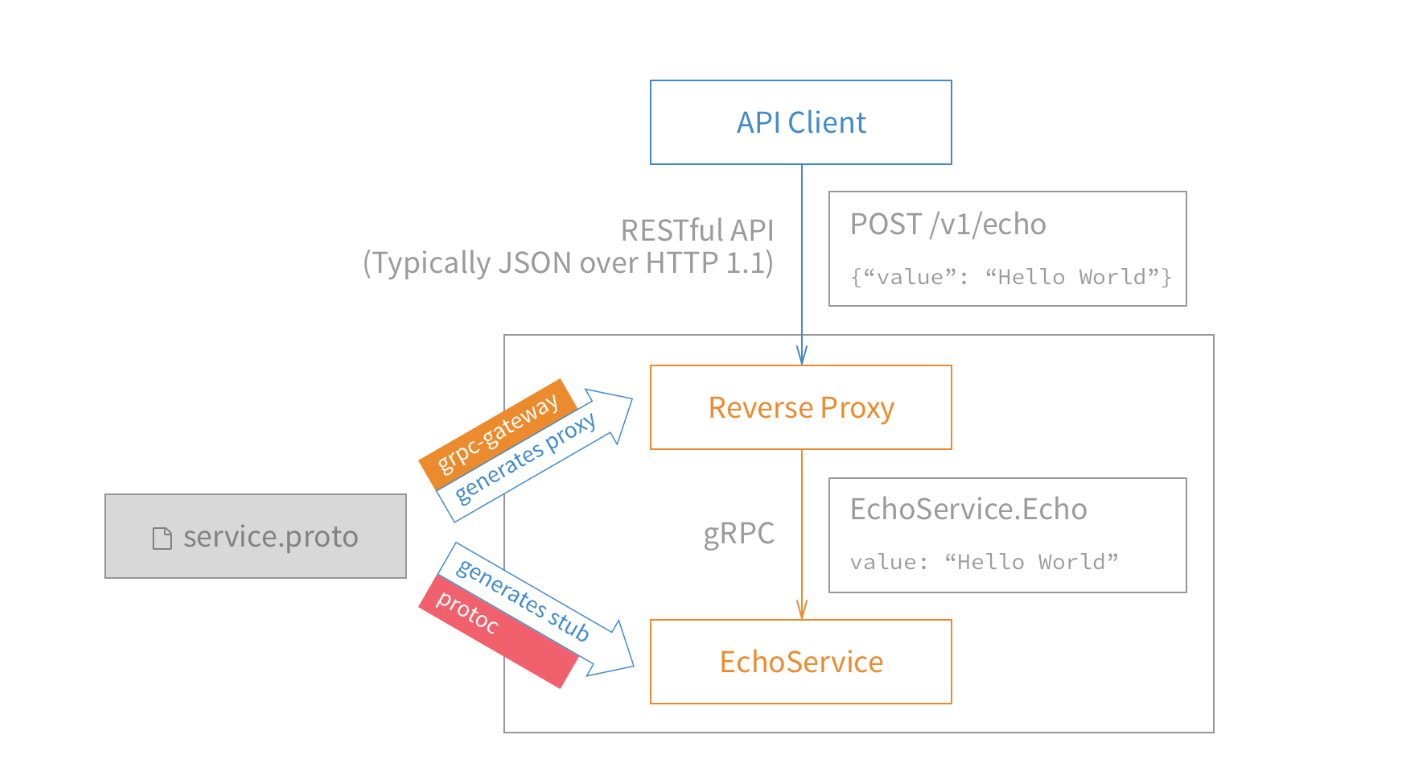 API Client
RESTful API
(Typically JSON over HTTP 1.1)
POST /v1/echo
{“value”: “Hello World”}
Reverse Proxy
grpc-gateway
generates proxy
service.proto
gRPC
EchoService.Echo
value: “Hello World”
generates stub
protoc
EchoService